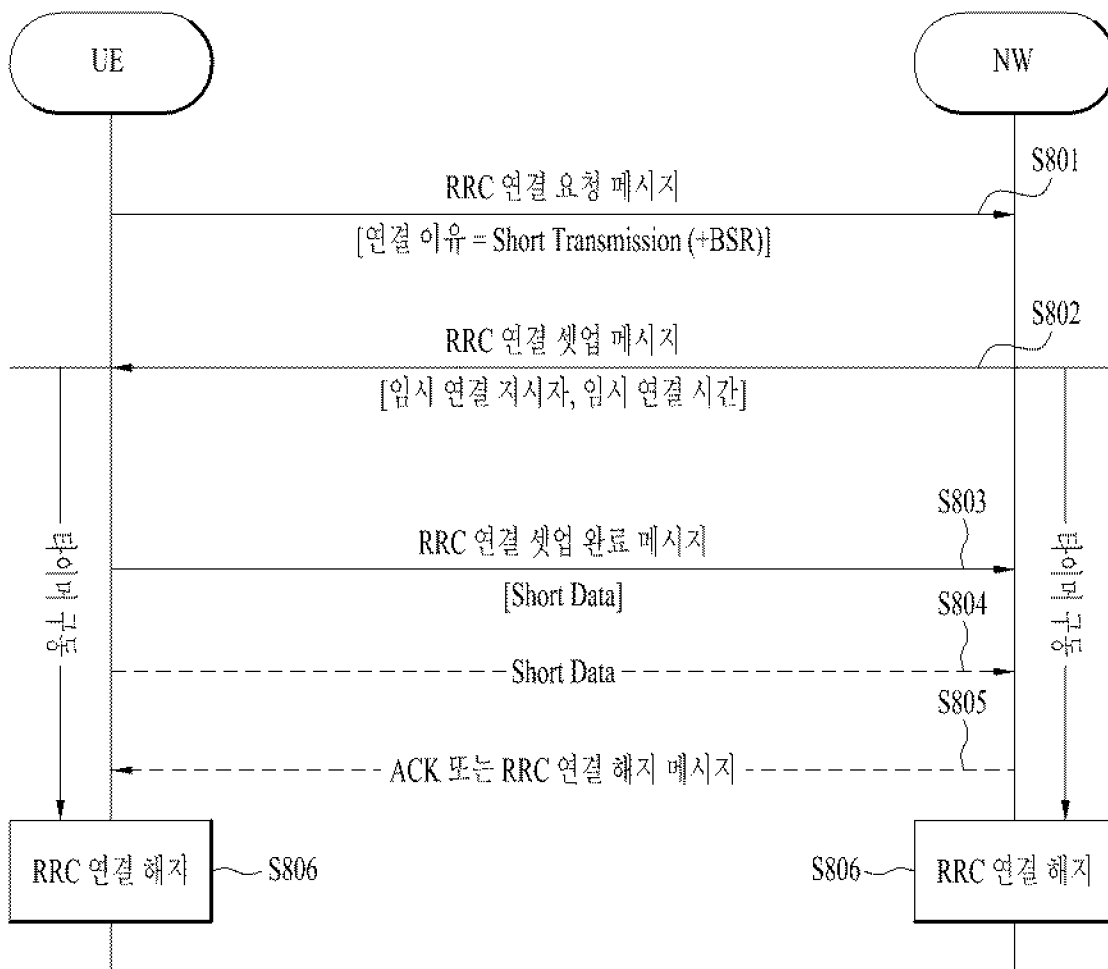 UE
NW
S801
RRC 연결 요청 메시지
[연결 이유 = Short Transmission (+BSR)]
S802
RRC 연결 셋업 메시지
[임시 연결 지시자, 임시 연결 시간]
S803
RRC 연결 셋업 완료 메시지
[Short Data]
타이머 구동
타이머 구동
S804
Short Data
S805
ACK 또는 RRC 연결 해지 메시지
RRC 연결 해지
S806
S806
RRC 연결 해지